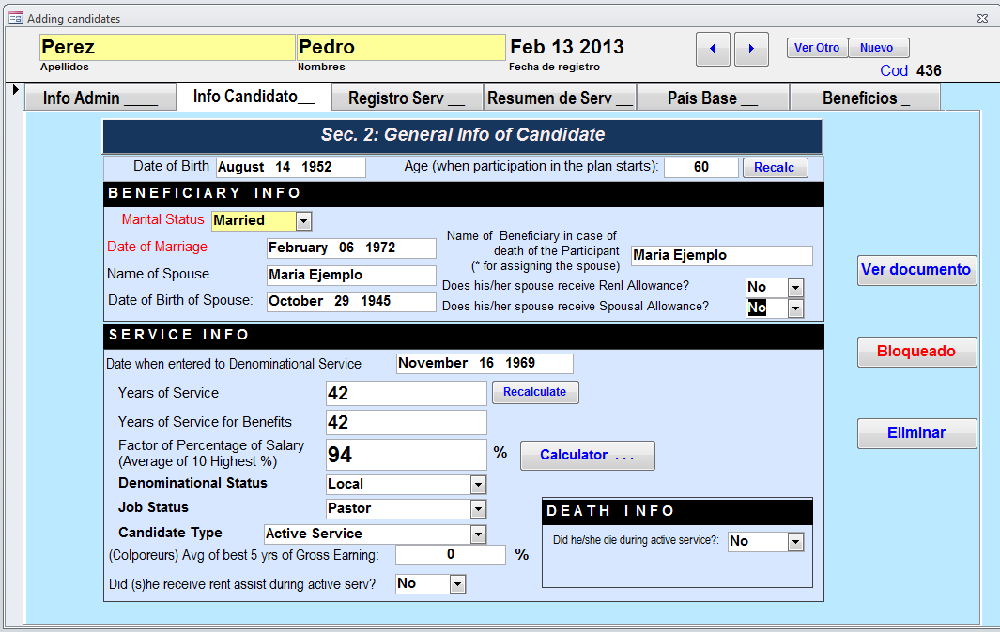 Adding candidates
Perez Pedro Feb 13 2013
Apellidos Nombres Fecha de registro
Ver Otro Nuevo
Cod 436
Info Admin ____ Info Candidato__ Registro Serv __ Resumen de Serv __ País Base __ Beneficios _
Sec. 2: General Info of Candidate
Date of Birth August 14 1952 Age (when participation in the plan starts): 60 Recalc
BENEFICIARY INFO
Marital Status Married
Date of Marriage February 06 1972
Name of Spouse Maria Ejemplo
Date of Birth of Spouse: October 29 1945
Name of Beneficiary in case of
death of the Participant
(* for assigning the spouse)
Maria Ejemplo
Does his/her spouse receive Renl Allowance? No
Does his/her spouse receive Spousal Allowance? No
Ver documento
Bloqueado
Eliminar
SERVICE INFO
Date when entered to Denominational Service November 16 1969
Years of Service 42 Recalculate
Years of Service for Benefits 42
Factor of Percentage of Salary
(Average of 10 Highest %)
94 % Calculator . . .
Denominational Status Local
Job Status Pastor
Candidate Type Active Service
(Colporeurs) Avg of best 5 yrs of Gross Earning: 0 %
Did (s)he receive rent assist during active serv? No
DEATH INFO
Did he/she die during active service?: No